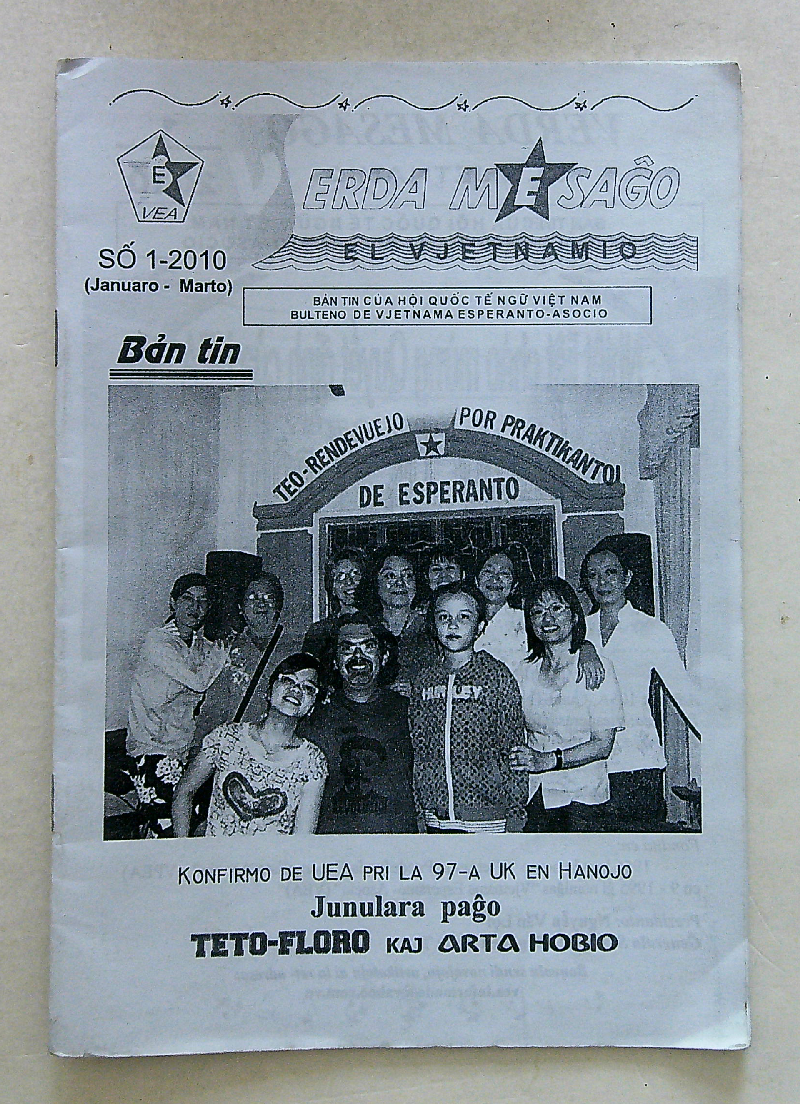 E
VEA
VERDA MESAĜO
EL VJETNAMIO
SỐ 1-2010
(Januaro - Marto)
BẢN TIN CỦA HỘI QUỐC TẾ NGỮ VIỆT NAM
BULTENO DE VJETNAMA ESPERANTO-ASOCIO
Bản tin
TEO-RENDEVUEJO POR PRAKTIKANTOJ
DE ESPERANTO
KONFIRMO DE UEA PRI LA 97-A UK EN HANOJO
Junulara paĝo
TETO-FLORO KAJ ARTA HOBIO